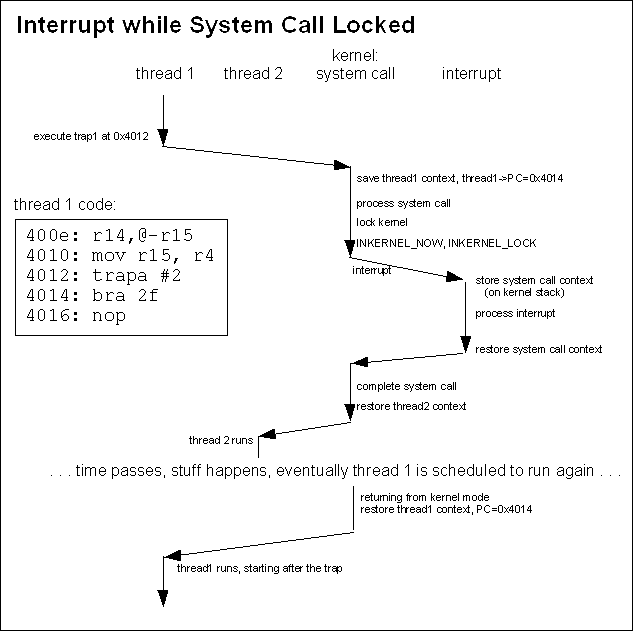 Interrupt while System Call Locked
kernel:
thread 1 thread 2 system call interrupt
execute trap1 at 0x4012
save thread1 context, thread1->PC=0x4014
process system call
lock kernel
INKERNEL_NOW, INKERNEL_LOCK
interrupt
store system call context
(on kernel stack)
process interrupt
restore system call context
thread 1 code:
400e: r14,@-r15
4010: mov r15, r4
4012: trapa #2
4014: bra 2f
4016: nop
complete system call
restore thread2 context
thread 2 runs
. . . time passes, stuff happens, eventually thread 1 is scheduled to run again . . .
returning from kernel mode
restore thread1 context, PC=0x4014
thread1 runs, starting after the trap